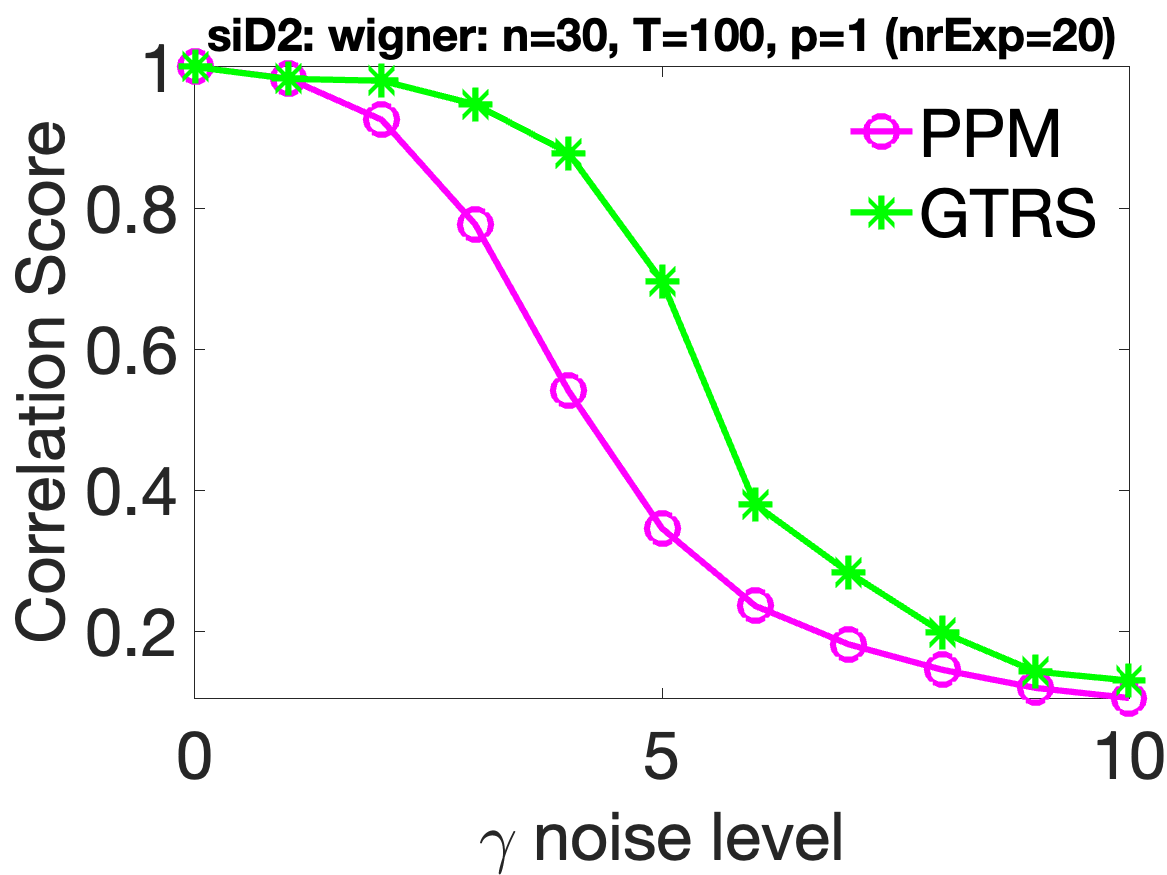 siD2: wigner: n=30, T=100, p=1 (nrExp=20)
1
0.8
0.6
0.4
0.2
Correlation Score
PPM
GTRS
0 5 10
γ noise level